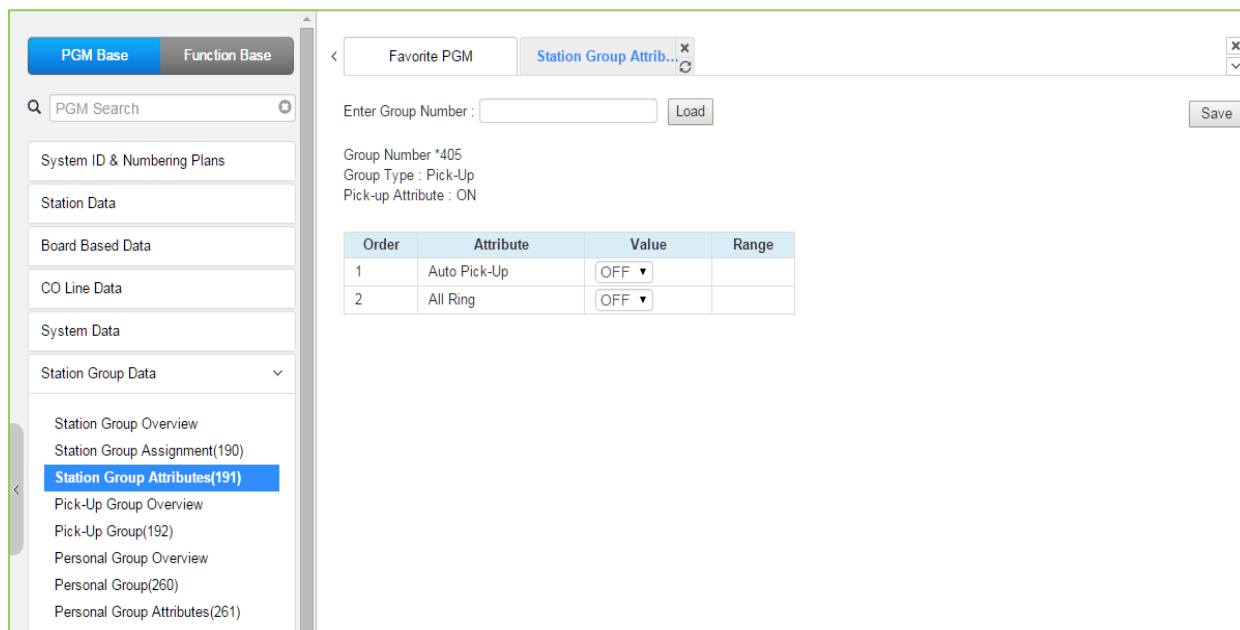 PGM Base Function Base
PGM Search
System ID & Numbering Plans
Station Data
Board Based Data
CO Line Data
System Data
Station Group Data
Station Group Overview
Station Group Assignment(190)
Station Group Attributes(191)
Pick-Up Group Overview
Pick-Up Group(192)
Personal Group Overview
Personal Group(260)
Personal Group Attributes(261)
Favorite PGM Station Group Attrib...
Enter Group Number : Load Save
Group Number *405
Group Type : Pick-Up
Pick-up Attribute : ON
Order Attribute Value Range
1 Auto Pick-Up OFF
2 All Ring OFF